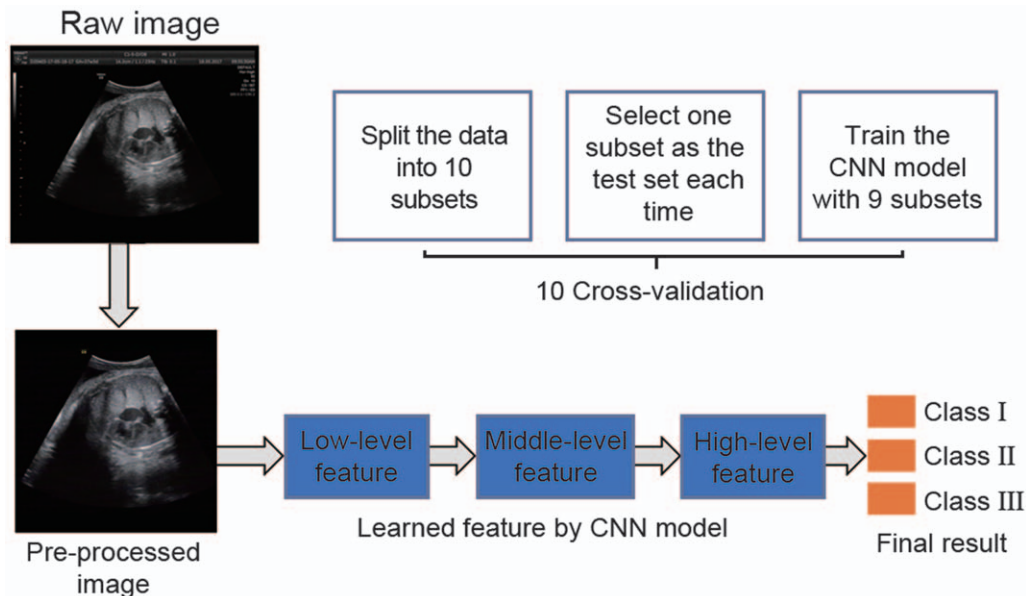 Raw image
Split the data
into 10
subsets
Select one
subset as the
test set each
time
Train the
CNN model
with 9 subsets
10 Cross-validation
Low-level
feature
Middle-level
feature
High-level
feature
Class I
Class II
Class III
Learned feature by CNN model
Final result
Pre-processed
image